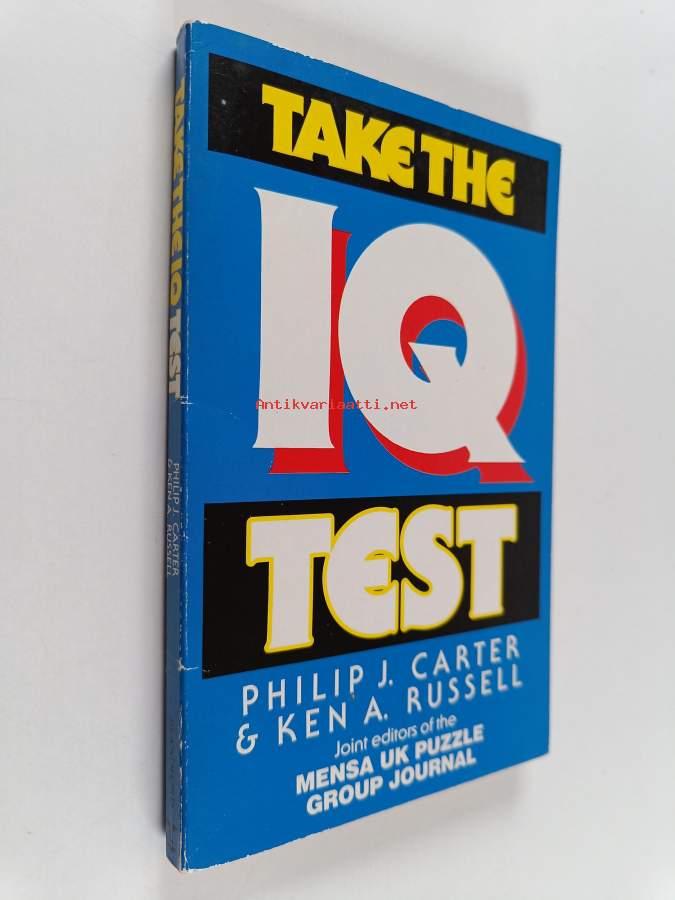 TAKE THE
IQ
TEST
PHILIP J. CARTER
& KEN A. RUSSELL
Joint editors of the
MENSA UK PUZZLE
GROUP JOURNAL
TAKE THE IQ TEST
PHILIP J. CARTER
& KEN A. RUSSELL
Antikvariaatti.net